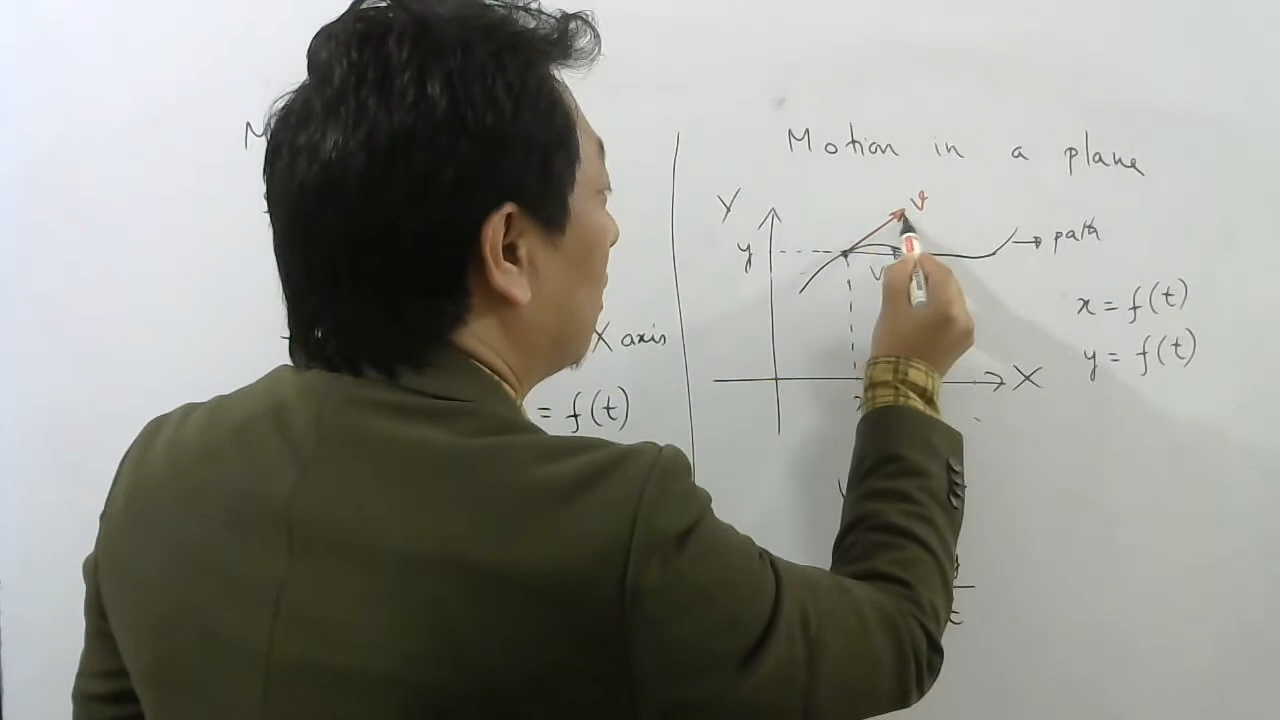 Motion in a plane
Y
v
y
path
x = f(t)
X axis
y = f(t)
X
= f(t)